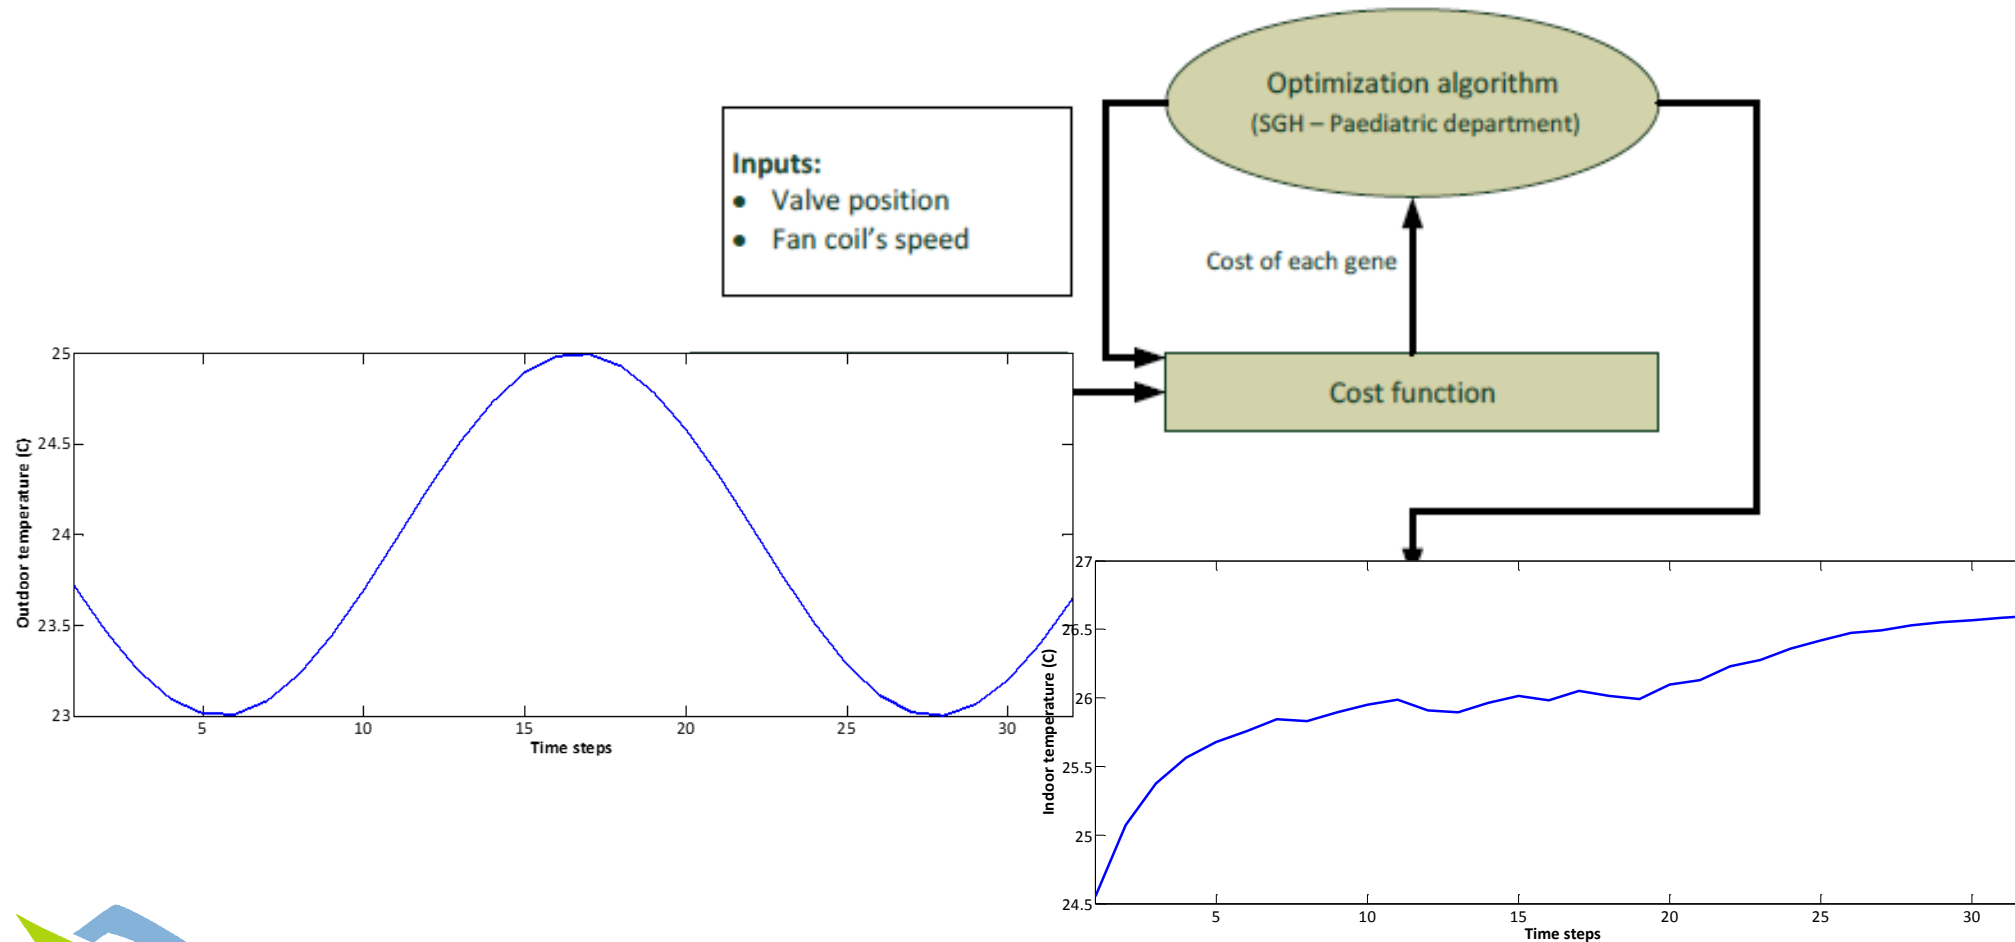 Optimization algorithm
(SGH – Paediatric department)
Inputs:
● Valve position
● Fan coil's speed
Cost of each gene
Cost function
25
24.5
24
23.5
23
Outdoor temperature (C)
5 10 15 20 25 30
Time steps
27
26.5
26
25.5
25
24.5
Indoor temperature (C)
5 10 15 20 25 30
Time steps